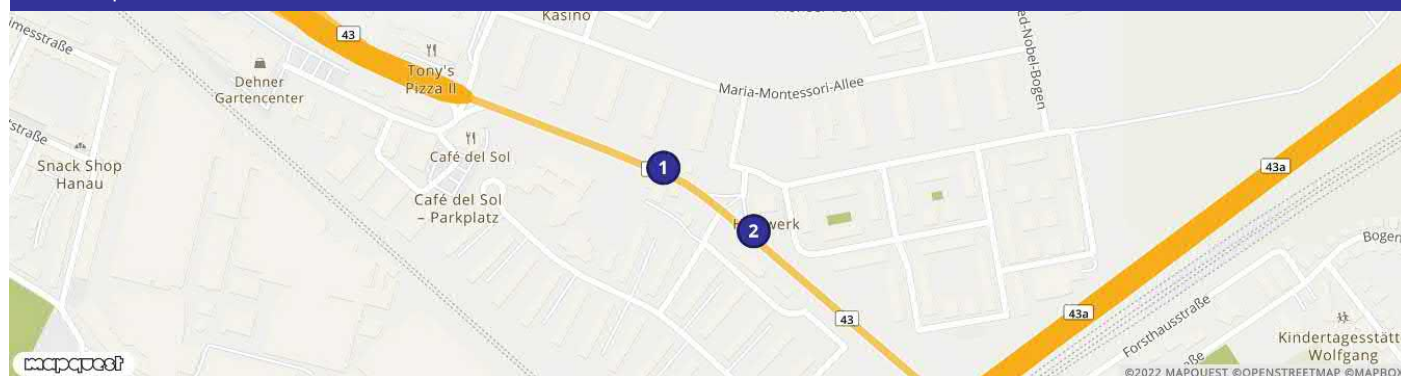 Kasino
43
Tony's
Pizza II
Dehner
Gartencenter
Maria-Montessori-Allee
ed-Nobel-Bogen
imesstraße
straße
Snack Shop
Hanau
Café del Sol
Café del Sol
– Parkplatz
1
2
werk
43
43a
43a
Bogen
Forsthausstraße
ße
Kindertagesstätt
Wolfgang
mapquest
©2022 MAPQUEST ©OPENSTREETMAP ©MAPBOX